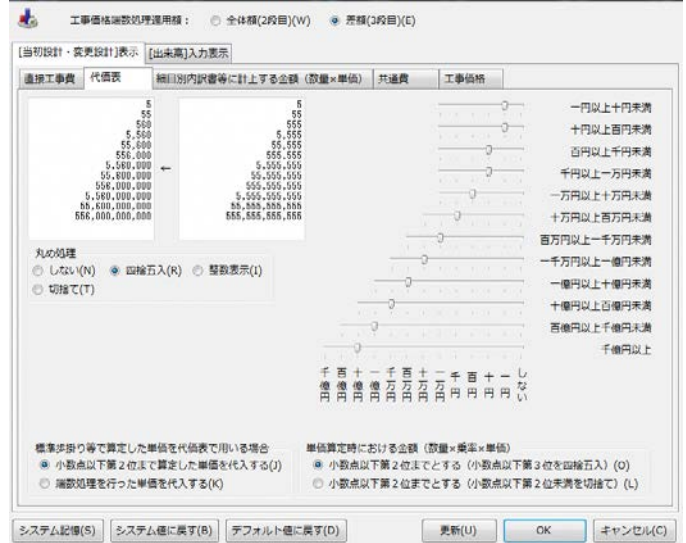 工事価格端数処理適用額： 全体額(2段目)(W) 差額(3段目)(E)
[当初設計・変更設計]表示 [出来高]入力表示
直接工事費 代価表 細目別内訳書等に計上する金額（数量×単価） 共通費 工事価格
5
55
560
5,560
55,600
556,000
5,560,000
55,600,000
556,000,000
5,560,000,000
55,600,000,000
556,000,000,000
←
5
55
555
5,555
55,555
555,555
5,555,555
55,555,555
555,555,555
5,555,555,555
55,555,555,555
555,555,555,555
一円以上十円未満
十円以上百円未満
百円以上千円未満
千円以上一万円未満
一万円以上十万円未満
十万円以上百万円未満
百万円以上一千万円未満
一千万円以上一億円未満
一億円以上十億円未満
十億円以上百億円未満
百億円以上千億円未満
千億円以上
千億円 百億円 十億円 一億円 千万円 百万円 十万円 一万円 千円 百円 十円 一円 しない
丸め処理
しない(N) 四捨五入(R) 整数表示(I)
切捨て(T)
標準歩掛り等で算定した単価を代価表で用いる場合
小数点以下第２位まで算定した単価を代入する(J)
端数処理を行った単価を代入する(K)
単価算定時における金額（数量×乗率×単価）
小数点以下第２位までとする（小数点以下第３位を四捨五入）(O)
小数点以下第２位までとする（小数点以下第２位未満を切捨て）(L)
システム記憶(S) システム値に戻す(B) デフォルト値に戻す(D) 更新(U) OK キャンセル(C)